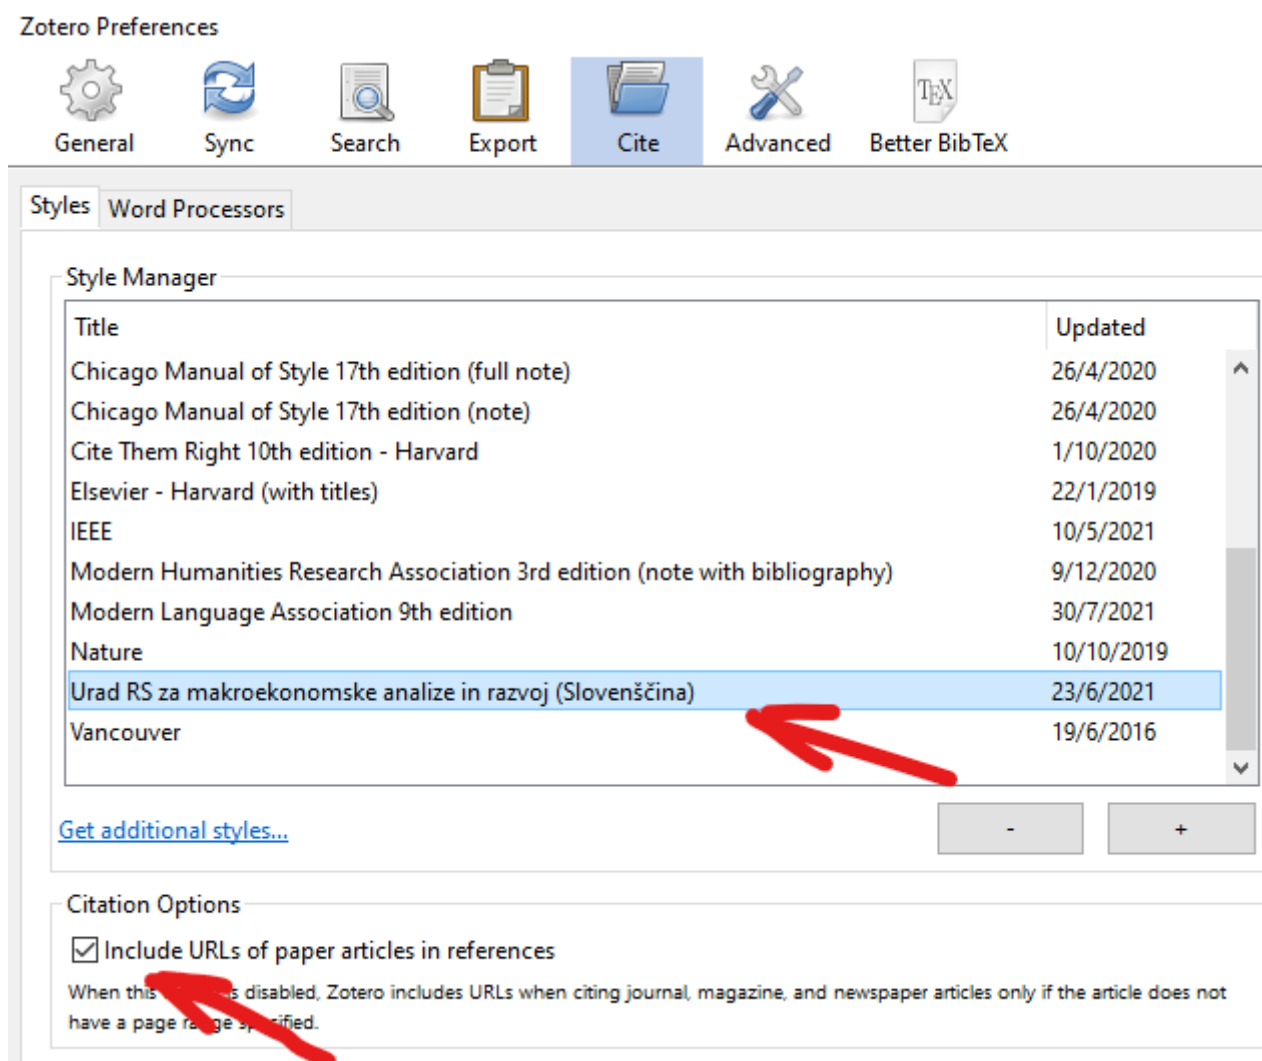 Zotero Preferences
General Sync Search Export Cite Advanced Better BibTeX
Styles Word Processors
Style Manager
Title Updated
Chicago Manual of Style 17th edition (full note) 26/4/2020
Chicago Manual of Style 17th edition (note) 26/4/2020
Cite Them Right 10th edition - Harvard 1/10/2020
Elsevier - Harvard (with titles) 22/1/2019
IEEE 10/5/2021
Modern Humanities Research Association 3rd edition (note with bibliography) 9/12/2020
Modern Language Association 9th edition 30/7/2021
Nature 10/10/2019
Urad RS za makroekonomske analize in razvoj (Slovenščina) 23/6/2021
Vancouver 19/6/2016
Get additional styles... - +
Citation Options
Include URLs of paper articles in references
When this disabled, Zotero includes URLs when citing journal, magazine, and newspaper articles only if the article does not
have a page